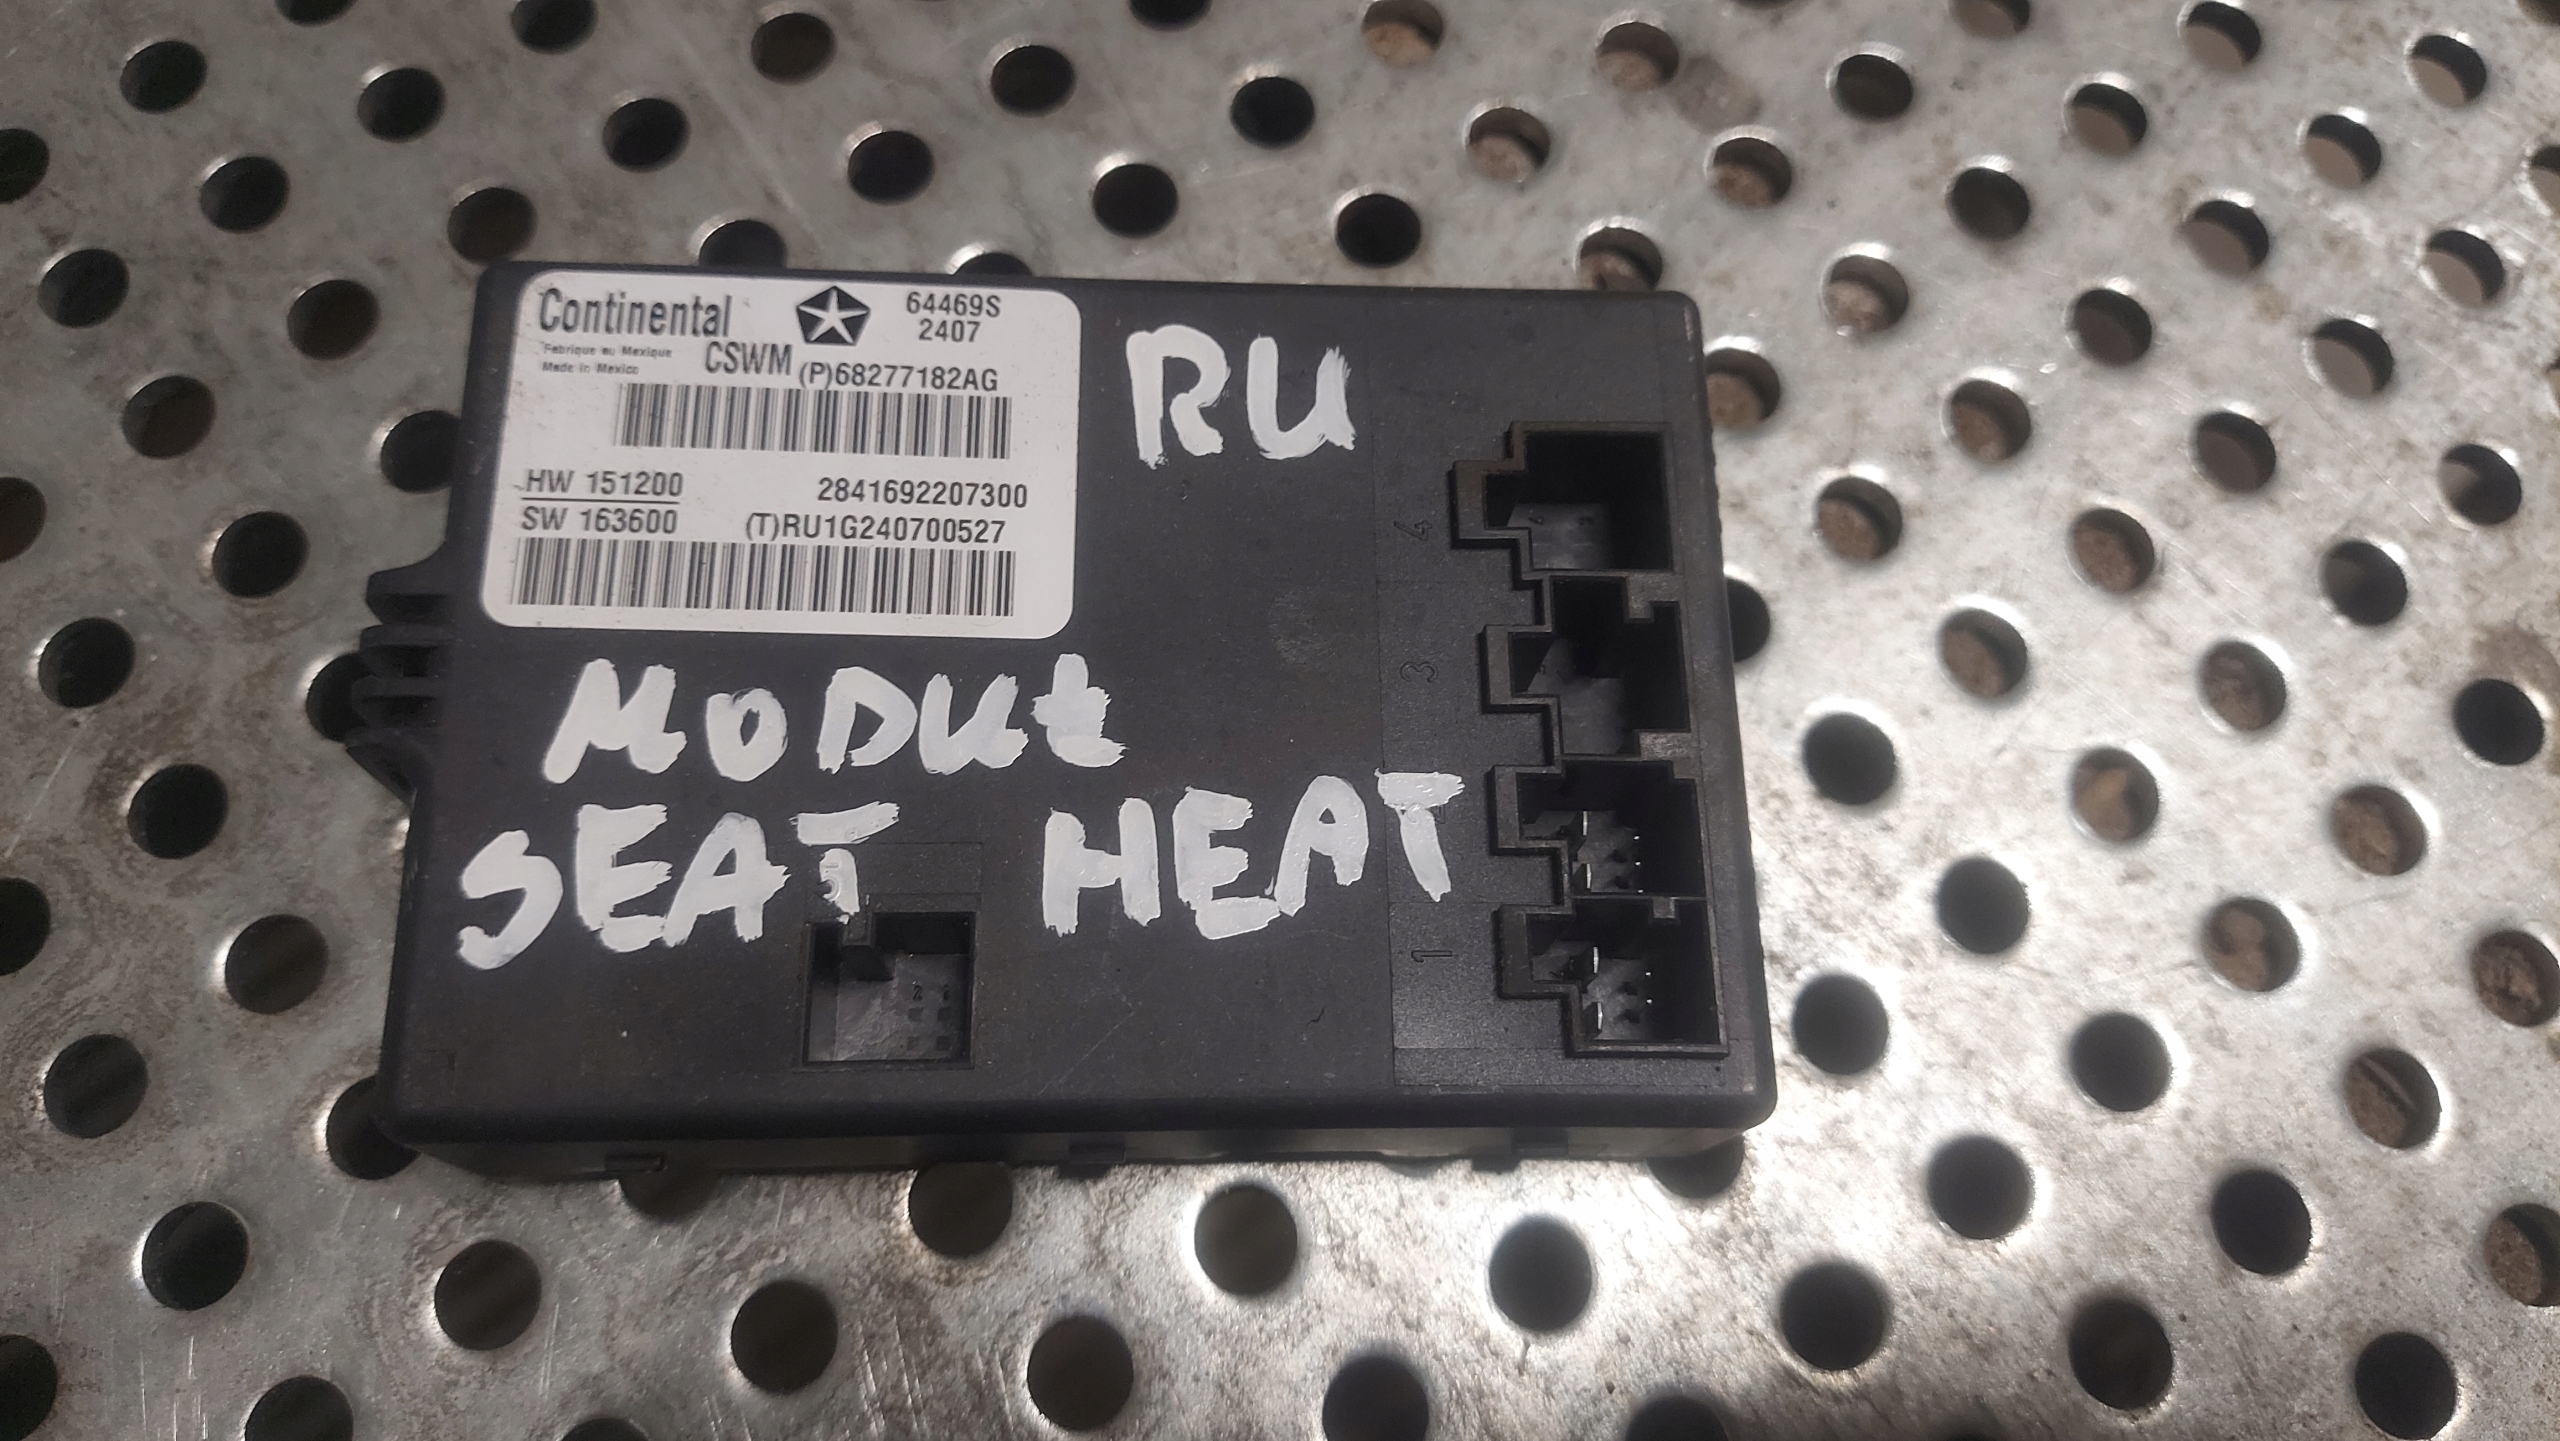 Continental
64469S
2407
Fabrique au Mexique
Made in Mexico
CSWM
(P)68277182AG
HW 151200
2841692207300
SW 163600
(T)RU1G240700527
RU
MODUŁ
SEAT HEAT
4
3
1
5